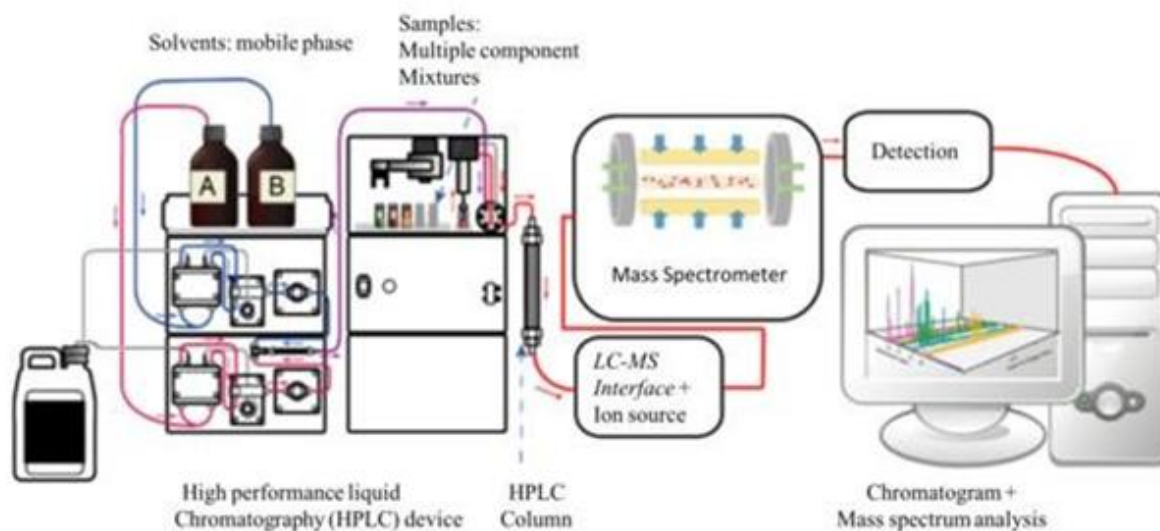 Solvents: mobile phase
Samples:
Multiple component
Mixtures
A
B
Mass Spectrometer
Detection
LC-MS
Interface +
Ion source
High performance liquid
Chromatography (HPLC) device
HPLC
Column
Chromatogram +
Mass spectrum analysis